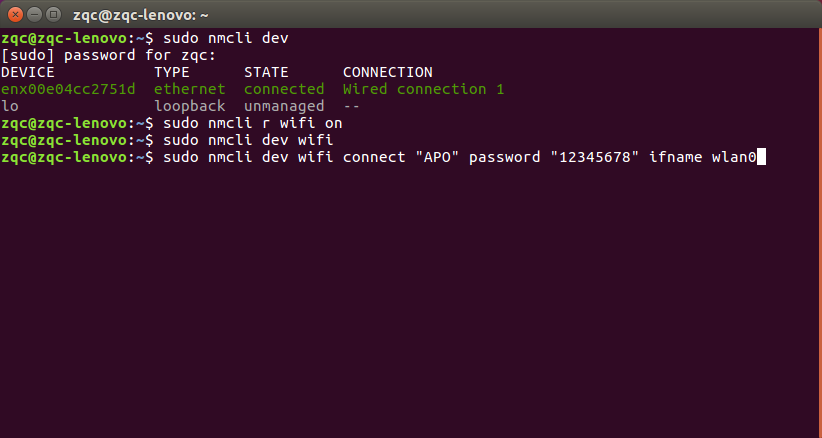 zqc@zqc-lenovo: ~
zqc@zqc-lenovo:~$ sudo nmcli dev
[sudo] password for zqc:
DEVICE           TYPE      STATE      CONNECTION
enx00e04cc2751d  ethernet  connected  Wired connection 1
lo               loopback  unmanaged  --
zqc@zqc-lenovo:~$ sudo nmcli r wifi on
zqc@zqc-lenovo:~$ sudo nmcli dev wifi
zqc@zqc-lenovo:~$ sudo nmcli dev wifi connect "APO" password "12345678" ifname wlan0